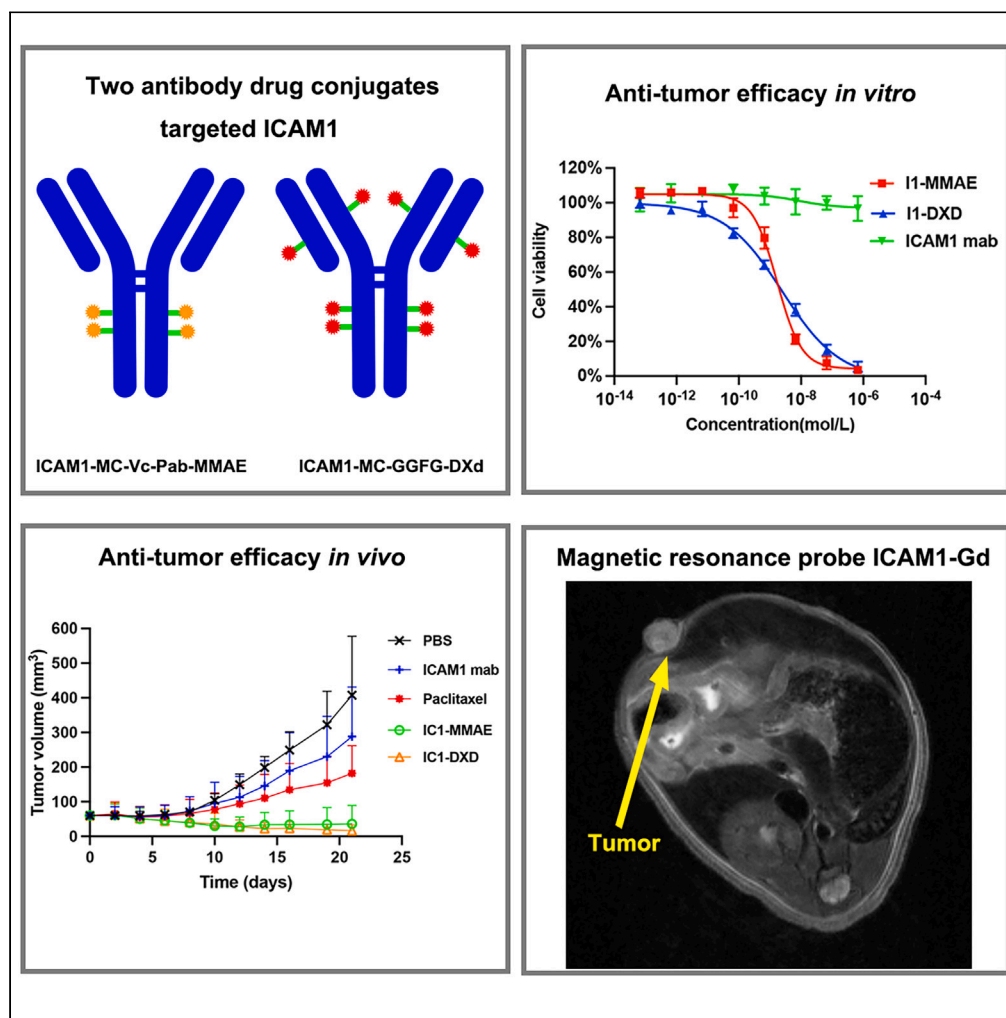 Two antibody drug conjugates
targeted ICAM1
ICAM1-MC-Vc-Pab-MMAE
ICAM1-MC-GGFG-DXd
Anti-tumor efficacy in vitro
120%
100%
80%
60%
40%
20%
0%
Cell viability
10-14
10-12
10-10
10-8
10-6
10-4
Concentration(mol/L)
I1-MMAE
I1-DXD
ICAM1 mab
Anti-tumor efficacy in vivo
600
500
400
300
200
100
0
Tumor volume (mm3)
0
5
10
15
20
25
Time (days)
PBS
ICAM1 mab
Paclitaxel
IC1-MMAE
IC1-DXD
Magnetic resonance probe ICAM1-Gd
Tumor